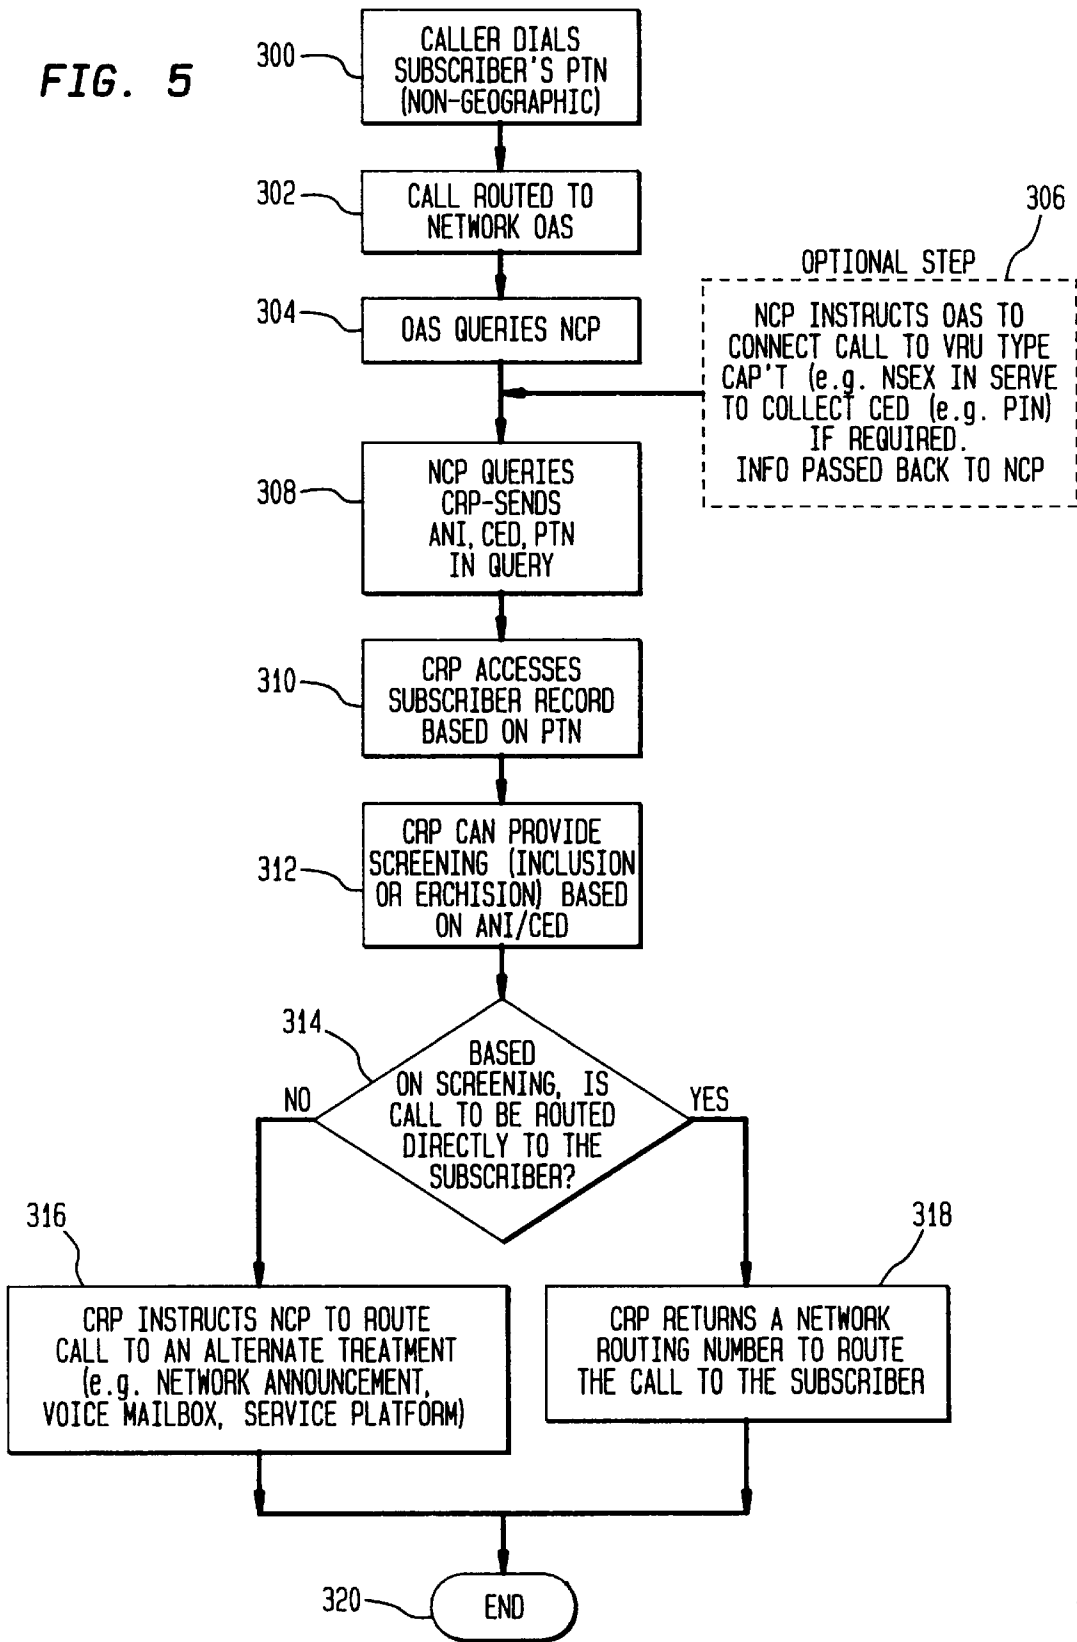 FIG. 5
300
CALLER DIALS
SUBSCRIBER'S PTN
(NON-GEOGRAPHIC)
302
CALL ROUTED TO
NETWORK OAS
304
OAS QUERIES NCP
306
OPTIONAL STEP
NCP INSTRUCTS OAS TO
CONNECT CALL TO VRU TYPE
CAP'T (e.g. NSEX IN SERVE
TO COLLECT CED (e.g. PIN)
IF REQUIRED.
INFO PASSED BACK TO NCP
308
NCP QUERIES
CRP-SENDS
ANI, CED, PTN
IN QUERY
310
CRP ACCESSES
SUBSCRIBER RECORD
BASED ON PTN
312
CRP CAN PROVIDE
SCREENING (INCLUSION
OR ERCHISION) BASED
ON ANI/CED
314
BASED
ON SCREENING, IS
CALL TO BE ROUTED
DIRECTLY TO THE
SUBSCRIBER?
NO
YES
316
CRP INSTRUCTS NCP TO ROUTE
CALL TO AN ALTERNATE TREATMENT
(e.g. NETWORK ANNOUNCEMENT,
VOICE MAILBOX, SERVICE PLATFORM)
318
CRP RETURNS A NETWORK
ROUTING NUMBER TO ROUTE
THE CALL TO THE SUBSCRIBER
320
END